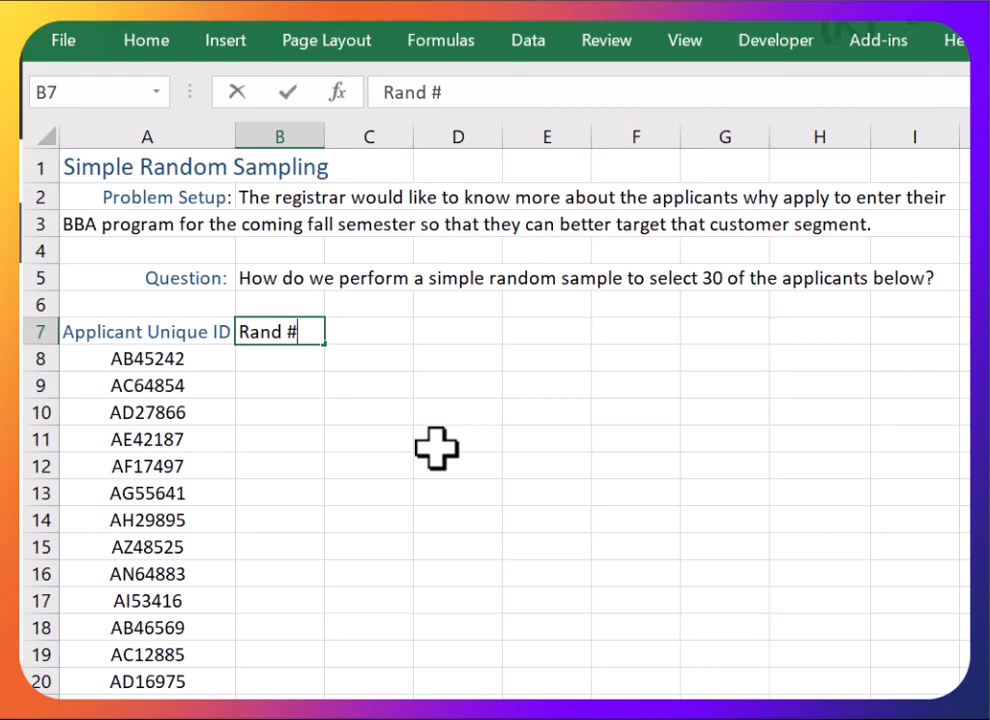 File Home Insert Page Layout Formulas Data Review View Developer Add-ins He
B7 fx Rand #
A B C D E F G H I
1 Simple Random Sampling
2 Problem Setup: The registrar would like to know more about the applicants why apply to enter their
3 BBA program for the coming fall semester so that they can better target that customer segment.
4
5 Question: How do we perform a simple random sample to select 30 of the applicants below?
6
7 Applicant Unique ID Rand #
8 AB45242
9 AC64854
10 AD27866
11 AE42187
12 AF17497
13 AG55641
14 AH29895
15 AZ48525
16 AN64883
17 AI53416
18 AB46569
19 AC12885
20 AD16975